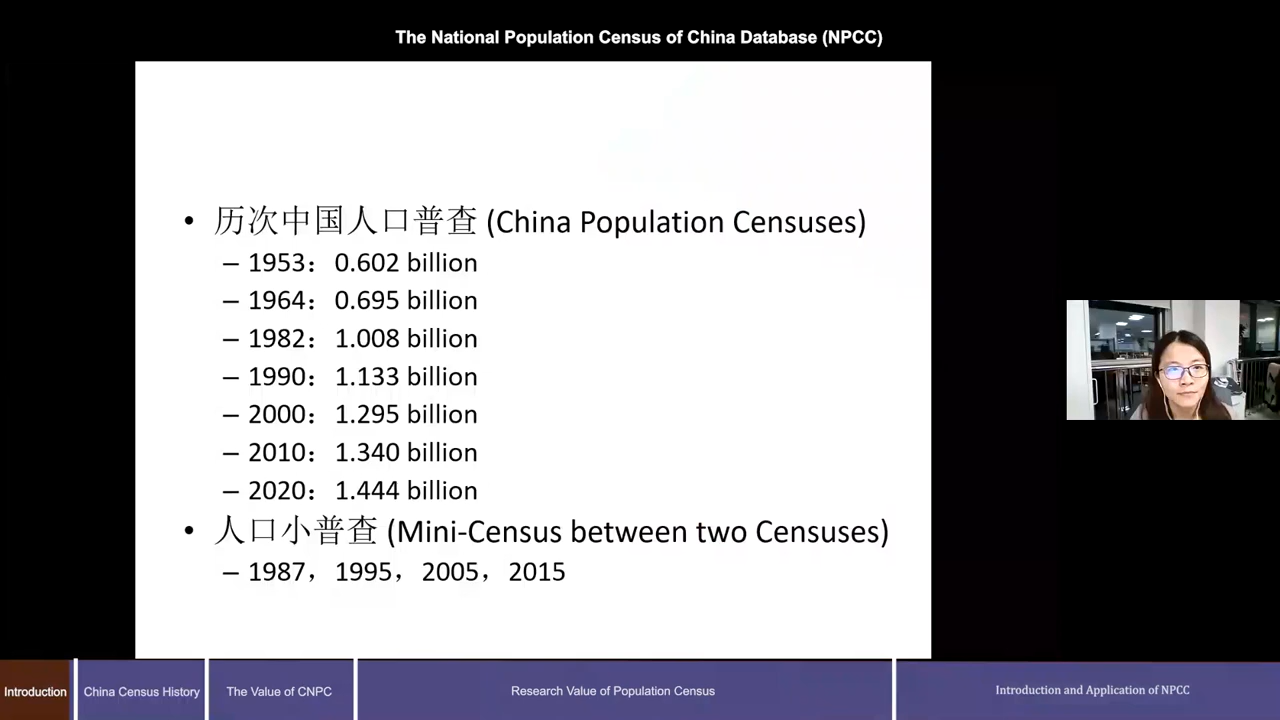 The National Population Census of China Database (NPCC)
• 历次中国人口普查 (China Population Censuses)
– 1953： 0.602 billion
– 1964： 0.695 billion
– 1982： 1.008 billion
– 1990： 1.133 billion
– 2000： 1.295 billion
– 2010： 1.340 billion
– 2020： 1.444 billion
• 人口小普查 (Mini-Census between two Censuses)
– 1987，1995，2005，2015
Introduction
China Census History
The Value of CNPC
Research Value of Population Census
Introduction and Application of NPCC